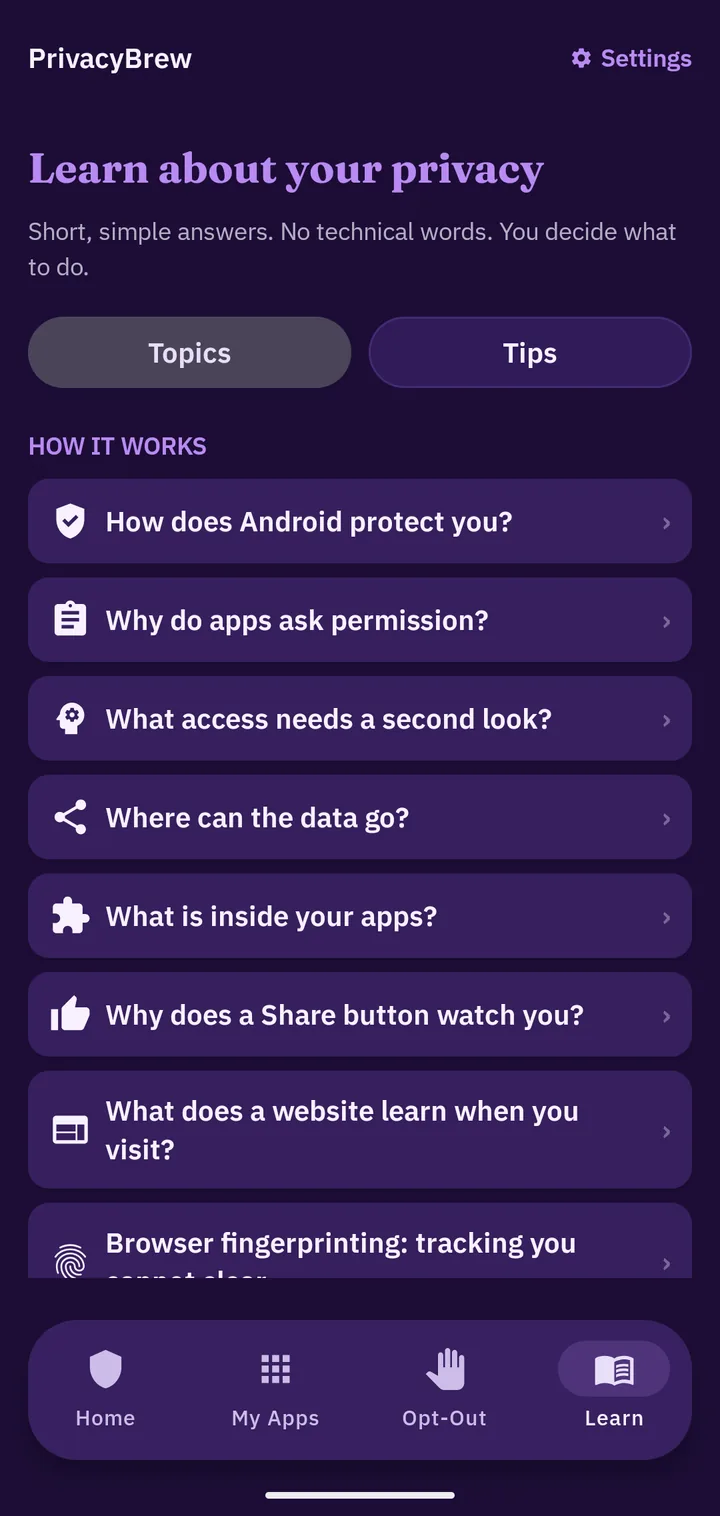 PrivacyBrew
Settings
Learn about your privacy
Short, simple answers. No technical words. You decide what
to do.
Topics
Tips
HOW IT WORKS
How does Android protect you?
Why do apps ask permission?
What access needs a second look?
Where can the data go?
What is inside your apps?
Why does a Share button watch you?
What does a website learn when you
visit?
Browser fingerprinting: tracking you
cannot clear
Home
My Apps
Opt-Out
Learn